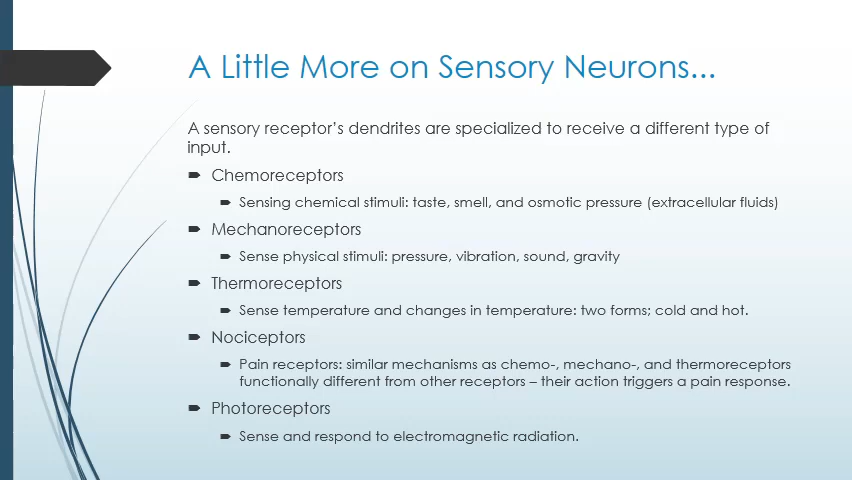 A Little More on Sensory Neurons...
A sensory receptor's dendrites are specialized to receive a different type of
input.
Chemoreceptors
Sensing chemical stimuli: taste, smell, and osmotic pressure (extracellular fluids)
Mechanoreceptors
Sense physical stimuli: pressure, vibration, sound, gravity
Thermoreceptors
Sense temperature and changes in temperature: two forms; cold and hot.
Nociceptors
Pain receptors: similar mechanisms as chemo-, mechano-, and thermoreceptors
functionally different from other receptors – their action triggers a pain response.
Photoreceptors
Sense and respond to electromagnetic radiation.